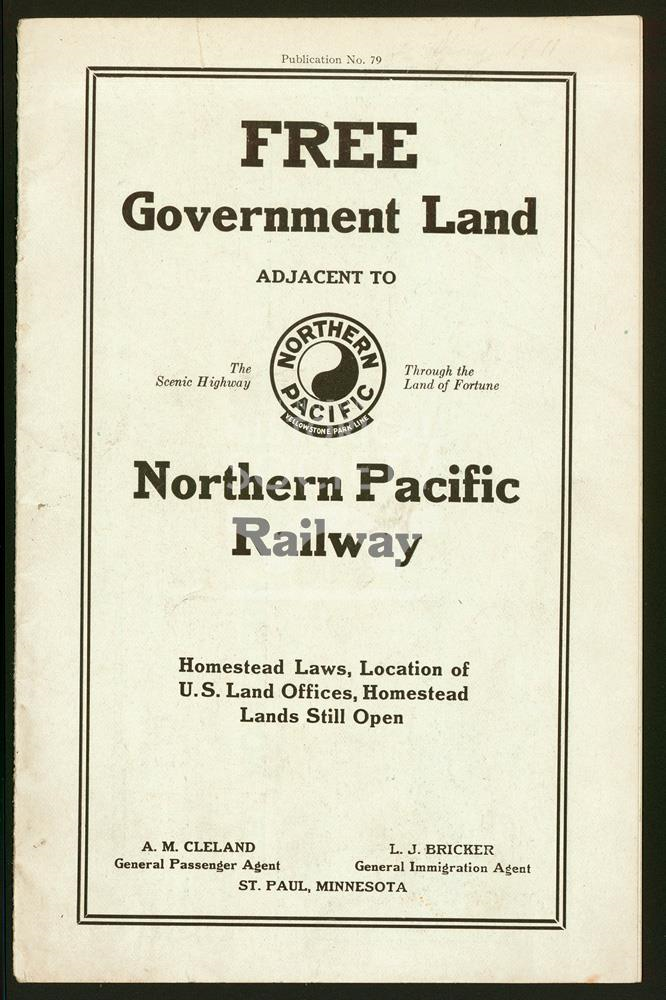 Publication No. 79
FREE
Government Land
ADJACENT TO
The
Scenic Highway
NORTHERN
PACIFIC
YELLOWSTONE PARK LINE
Through the
Land of Fortune
Northern Pacific
Railway
Homestead Laws, Location of
U.S. Land Offices, Homestead
Lands Still Open
A. M. CLELAND
General Passenger Agent
L. J. BRICKER
General Immigration Agent
ST. PAUL, MINNESOTA